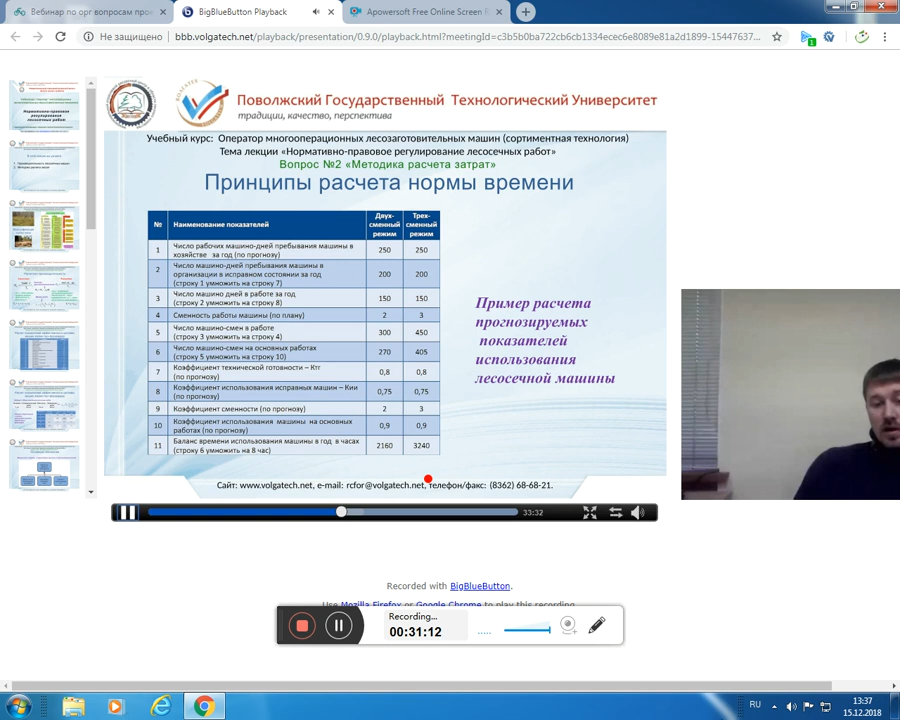 Вебинар по орг вопросам прое
BigBlueButton Playback
Apowersoft Free Online Screen R
Не защищено
bbb.volgatech.net/playback/presentation/0.9.0/playback.html?meetingId=c3b5b0ba722cb6cb1334ecec6e8089e81a2d1899-15447637...
Поволжский Государственный Технологический Университет
традиции, качество, перспектива
Учебный курс: Оператор многооперационных лесозаготовительных машин (сортиментная технология)
Тема лекции «Нормативно-правовое регулирование лесосечных работ»
Вопрос №2 «Методика расчета затрат»
Принципы расчета нормы времени
№ Наименование показателей Двух-сменный режим Трех-сменный режим
1 Число рабочих машино-дней пребывания машины в хозяйстве за год (по прогнозу) 250 250
2 Число машино-дней пребывания машины в организации в исправном состоянии за год (строку 1 умножить на строку 7) 200 200
3 Число машино дней в работе за год (строку 2 умножить на строку 8) 150 150
4 Сменность работы машины (по плану) 2 3
5 Число машино-смен в работе (строку 3 умножить на строку 4) 300 450
6 Число машино-смен на основных работах (строку 5 умножить на строку 10) 270 405
7 Коэффициент технической готовности – Ктг (по прогнозу) 0,8 0,8
8 Коэффициент использования исправных машин – Кии (по прогнозу) 0,75 0,75
9 Коэффициент сменности (по прогнозу) 2 3
10 Коэффициент использования машины на основных работах (по прогнозу) 0,9 0,9
11 Баланс времени использования машины в год в часах (строку 6 умножить на 8 час) 2160 3240
Пример расчета
прогнозируемых
показателей
использования
лесосечной машины
Сайт: www.volgatech.net, e-mail: rcfor@volgatech.net, телефон/факс: (8362) 68-68-21.
33:32
Recorded with BigBlueButton.
Use Mozilla Firefox or Google Chrome to play this recording.
Recording...
00:31:12
RU
13:37
15.12.2018